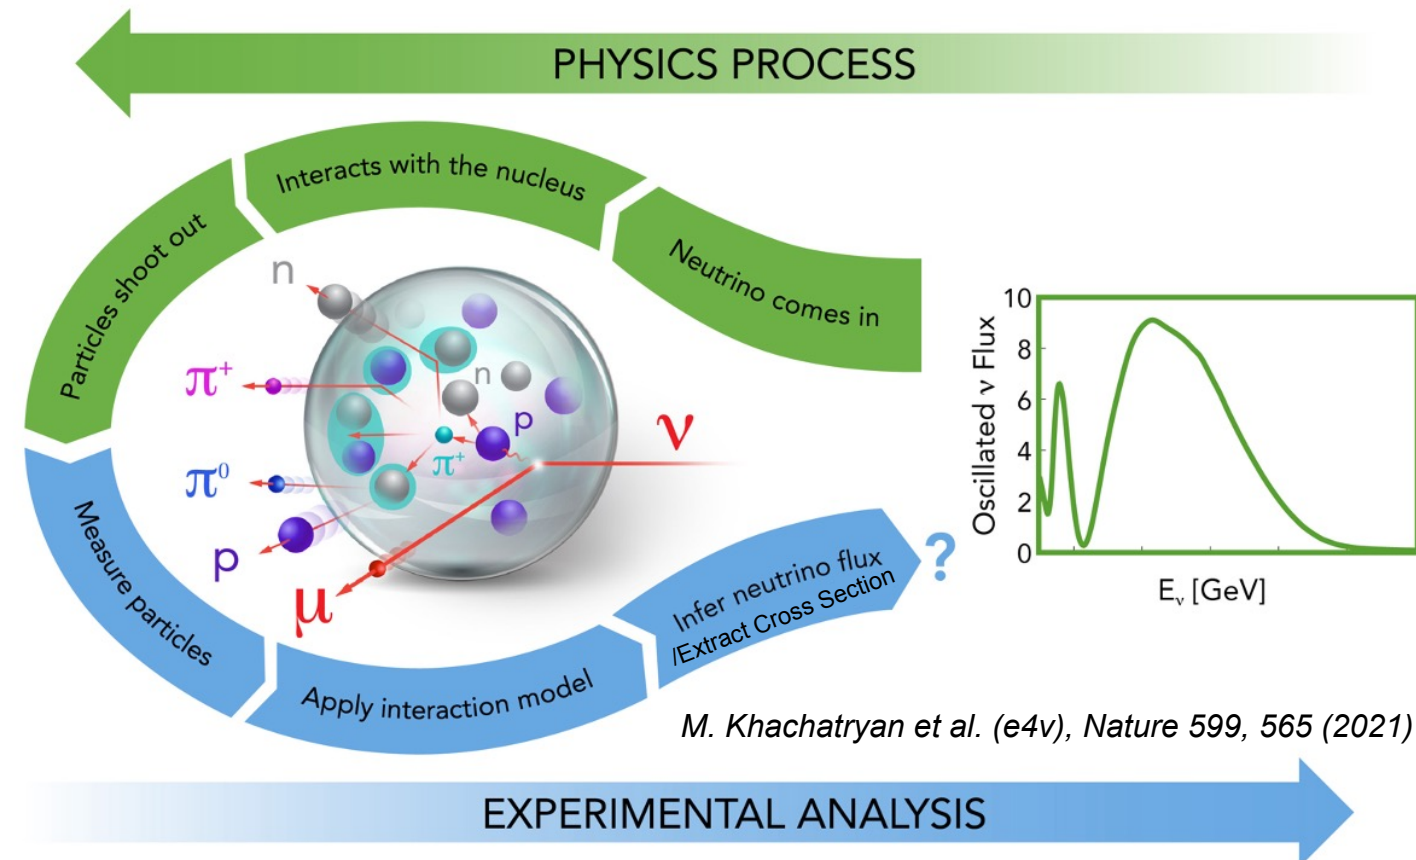 PHYSICS PROCESS
Interacts with the nucleus
Particles shoot out
Neutrino comes in
n
π⁺
π⁰
p
μ
n
p
π⁺
ν
Oscillated ν Flux
10
8
6
4
2
0
Eᵥ [GeV]
Measure particles
Apply interaction model
Infer neutrino flux
/Extract Cross Section
?
M. Khachatryan et al. (e4v), Nature 599, 565 (2021)
EXPERIMENTAL ANALYSIS